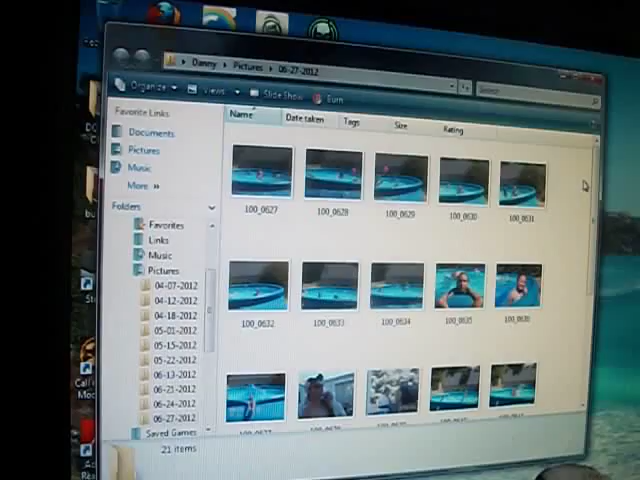 Danny ▸ Pictures ▸ 06-27-2012
Search
Organize Views Slide Show Burn
Favorite Links
Documents
Pictures
Music
More »
Folders
Favorites
Links
Music
Pictures
04-07-2012
04-12-2012
04-18-2012
05-01-2012
05-15-2012
05-22-2012
06-13-2012
06-21-2012
06-24-2012
06-27-2012
Saved Games
Name Date taken Tags Size Rating
100_0627 100_0628 100_0629 100_0630 100_0631
100_0632 100_0633 100_0634 100_0635 100_0636
21 items